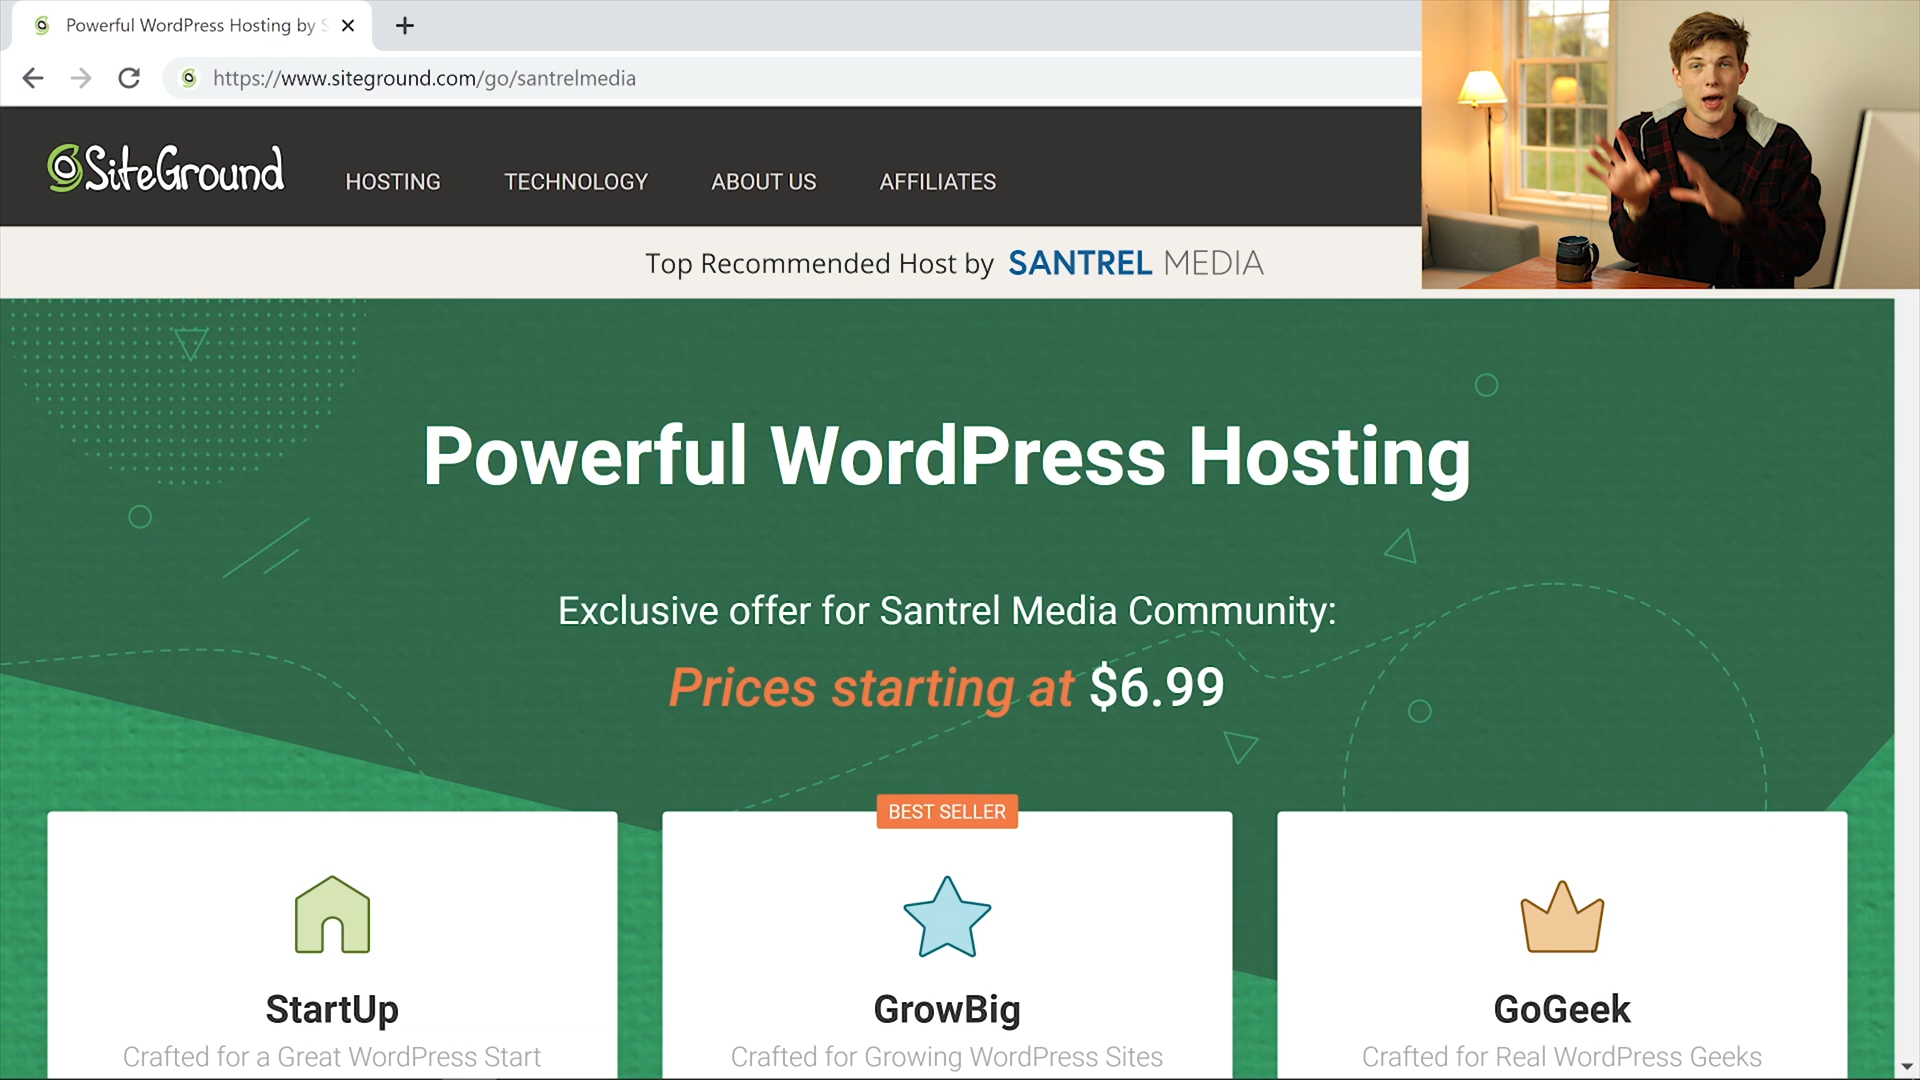 Powerful WordPress Hosting by S
https://www.siteground.com/go/santrelmedia
SiteGround
HOSTING
TECHNOLOGY
ABOUT US
AFFILIATES
Top Recommended Host by SANTREL MEDIA
Powerful WordPress Hosting
Exclusive offer for Santrel Media Community:
Prices starting at $6.99
BEST SELLER
StartUp
Crafted for a Great WordPress Start
GrowBig
Crafted for Growing WordPress Sites
GoGeek
Crafted for Real WordPress Geeks